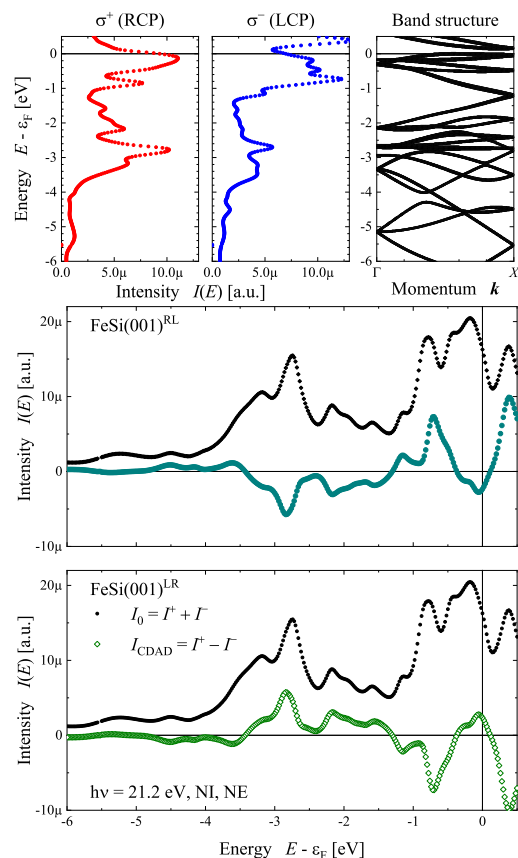 σ⁺ (RCP) σ⁻ (LCP) Band structure
Energy E - ε_F [eV]
0
-1
-2
-3
-4
-5
-6
0.0 5.0μ 10.0μ 0.0 5.0μ 10.0μ Γ X
Intensity I(E) [a.u.] Momentum k
FeSi(001)^RL
Intensity I(E) [a.u.]
20μ
10μ
0
-10μ
FeSi(001)^LR
I₀ = I⁺ + I⁻
I_CDAD = I⁺ − I⁻
Intensity I(E) [a.u.]
20μ
10μ
0
-10μ
hν = 21.2 eV, NI, NE
-6 -5 -4 -3 -2 -1 0
Energy E - ε_F [eV]